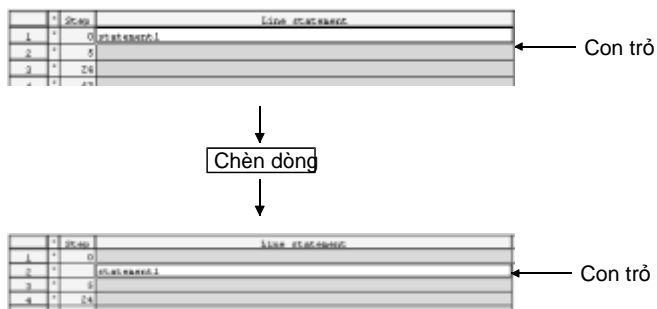 * Step Line statement
1 * 0 statement1
2 * 5
3 * 24
4 *
Con trỏ
Chèn dòng
* Step Line statement
1 * 0
2 statement1
3 * 5
4 * 24
Con trỏ